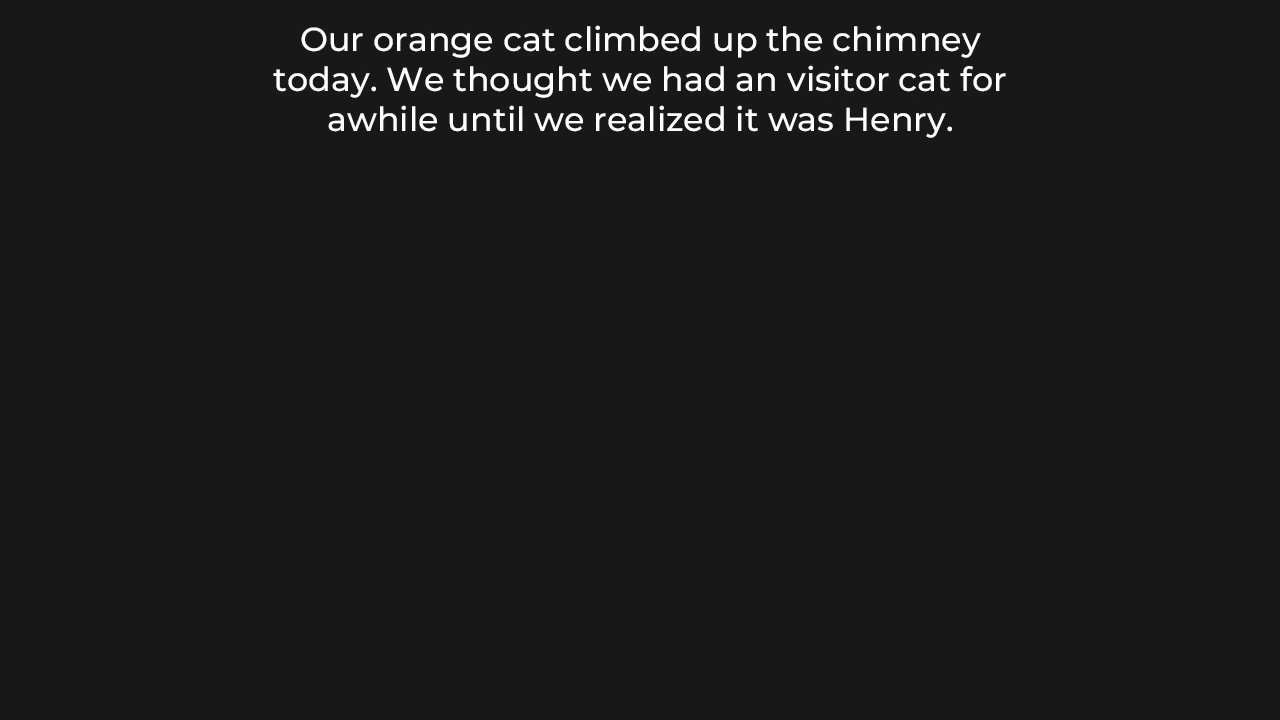 Our orange cat climbed up the chimney
today. We thought we had an visitor cat for
awhile until we realized it was Henry.